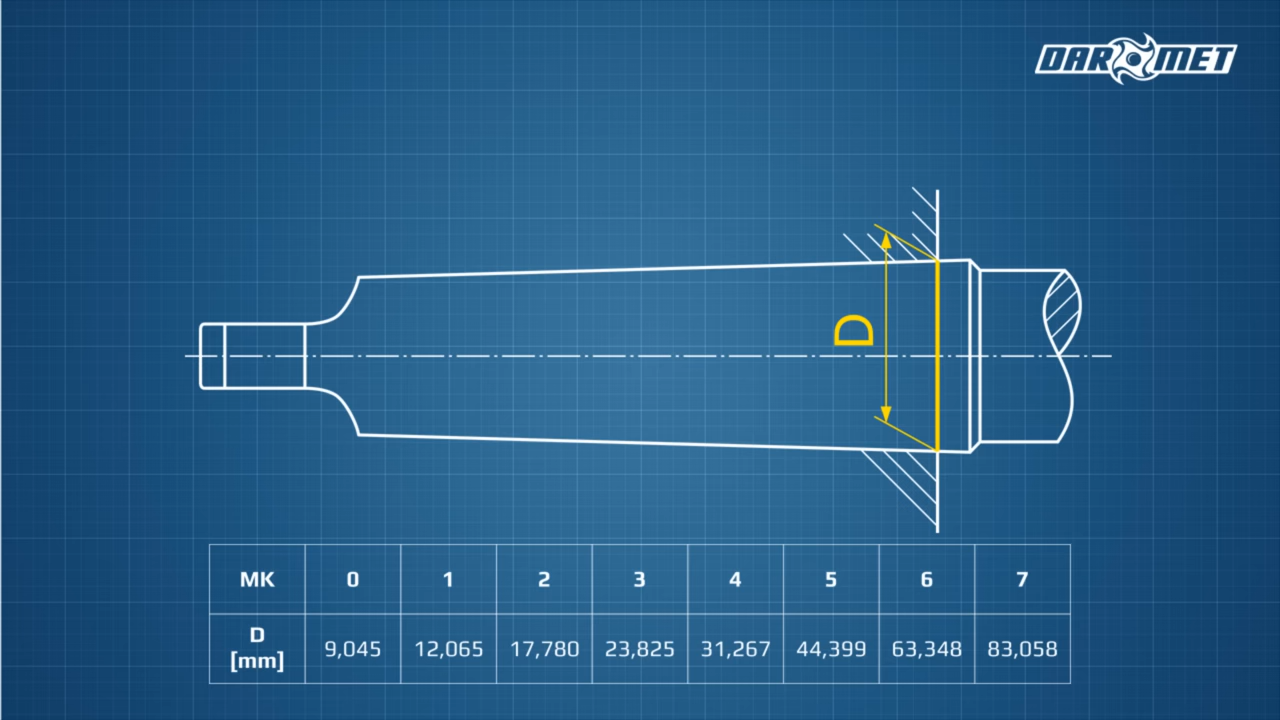 DAR MET
D
MK 0 1 2 3 4 5 6 7
D
[mm] 9,045 12,065 17,780 23,825 31,267 44,399 63,348 83,058